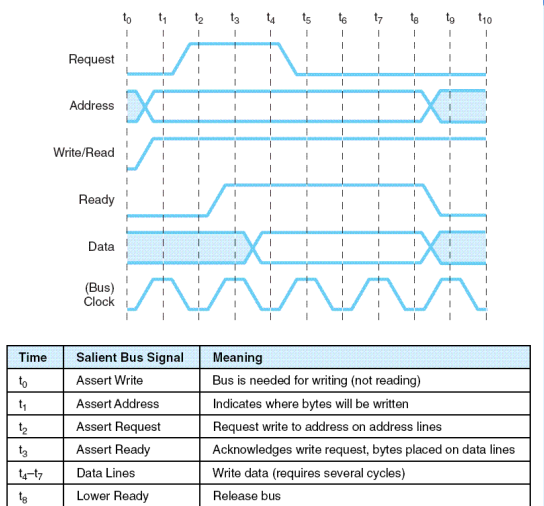 t0 t1 t2 t3 t4 t5 t6 t7 t8 t9 t10
Request
Address
Write/Read
Ready
Data
(Bus)
Clock
Time Salient Bus Signal Meaning
t0 Assert Write Bus is needed for writing (not reading)
t1 Assert Address Indicates where bytes will be written
t2 Assert Request Request write to address on address lines
t3 Assert Ready Acknowledges write request, bytes placed on data lines
t4–t7 Data Lines Write data (requires several cycles)
t8 Lower Ready Release bus